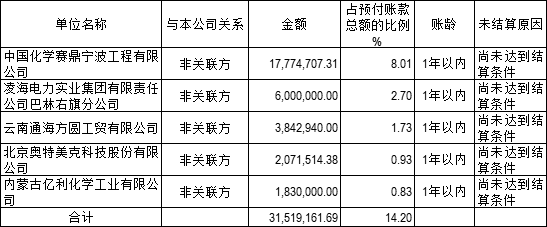 单位名称 与本公司关系 金额 占预付账款总额的比例% 账龄 未结算原因
中国化学赛鼎宁波工程有限公司 非关联方 17,774,707.31 8.01 1年以内 尚未达到结算条件
凌海电力实业集团有限责任公司巴林右旗分公司 非关联方 6,000,000.00 2.70 1年以内 尚未达到结算条件
云南通海方圆工贸有限公司 非关联方 3,842,940.00 1.73 1年以内 尚未达到结算条件
北京奥特美克科技股份有限公司 非关联方 2,071,514.38 0.93 1年以内 尚未达到结算条件
内蒙古亿利化学工业有限公司 非关联方 1,830,000.00 0.83 1年以内 尚未达到结算条件
合计 31,519,161.69 14.20